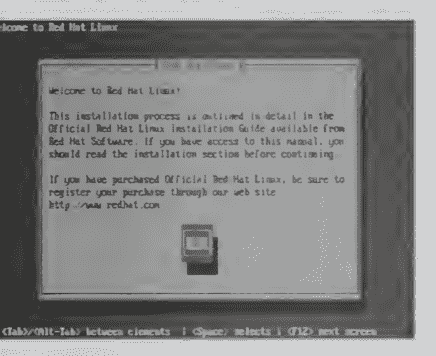 Welcome to Red Hat Linux
Welcome to Red Hat Linux!
This installation process is outlined in detail in the
Official Red Hat Linux Installation Guide available from
Red Hat Software. If you have access to this manual, you
should read the installation section before continuing.
If you have purchased Official Red Hat Linux, be sure to
register your purchase through our web site
http://www.redhat.com
<Tab>/<Alt-Tab> between elements | <Space> selects | <F12> next screen